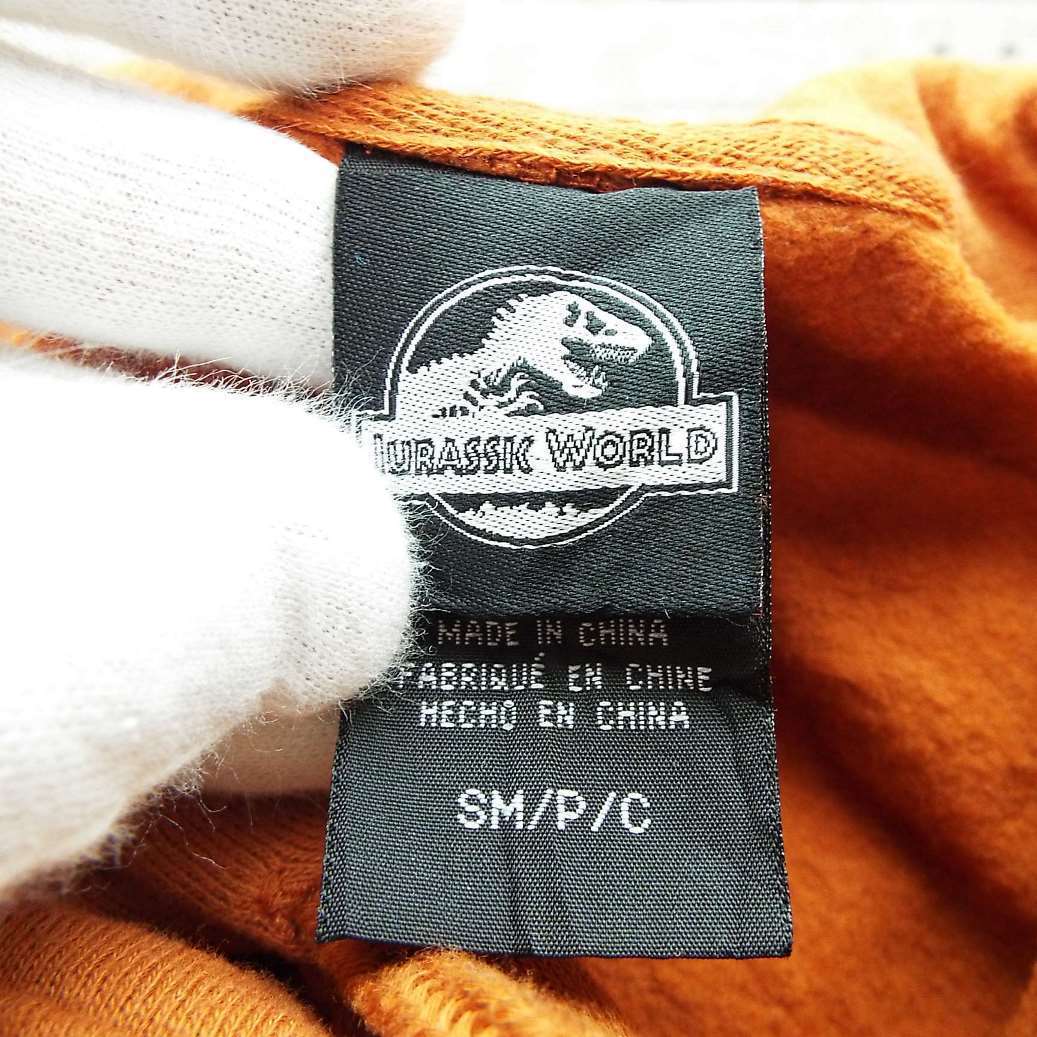 JURASSIC WORLD
MADE IN CHINA
FABRIQUÉ EN CHINE
HECHO EN CHINA
SM/P/C